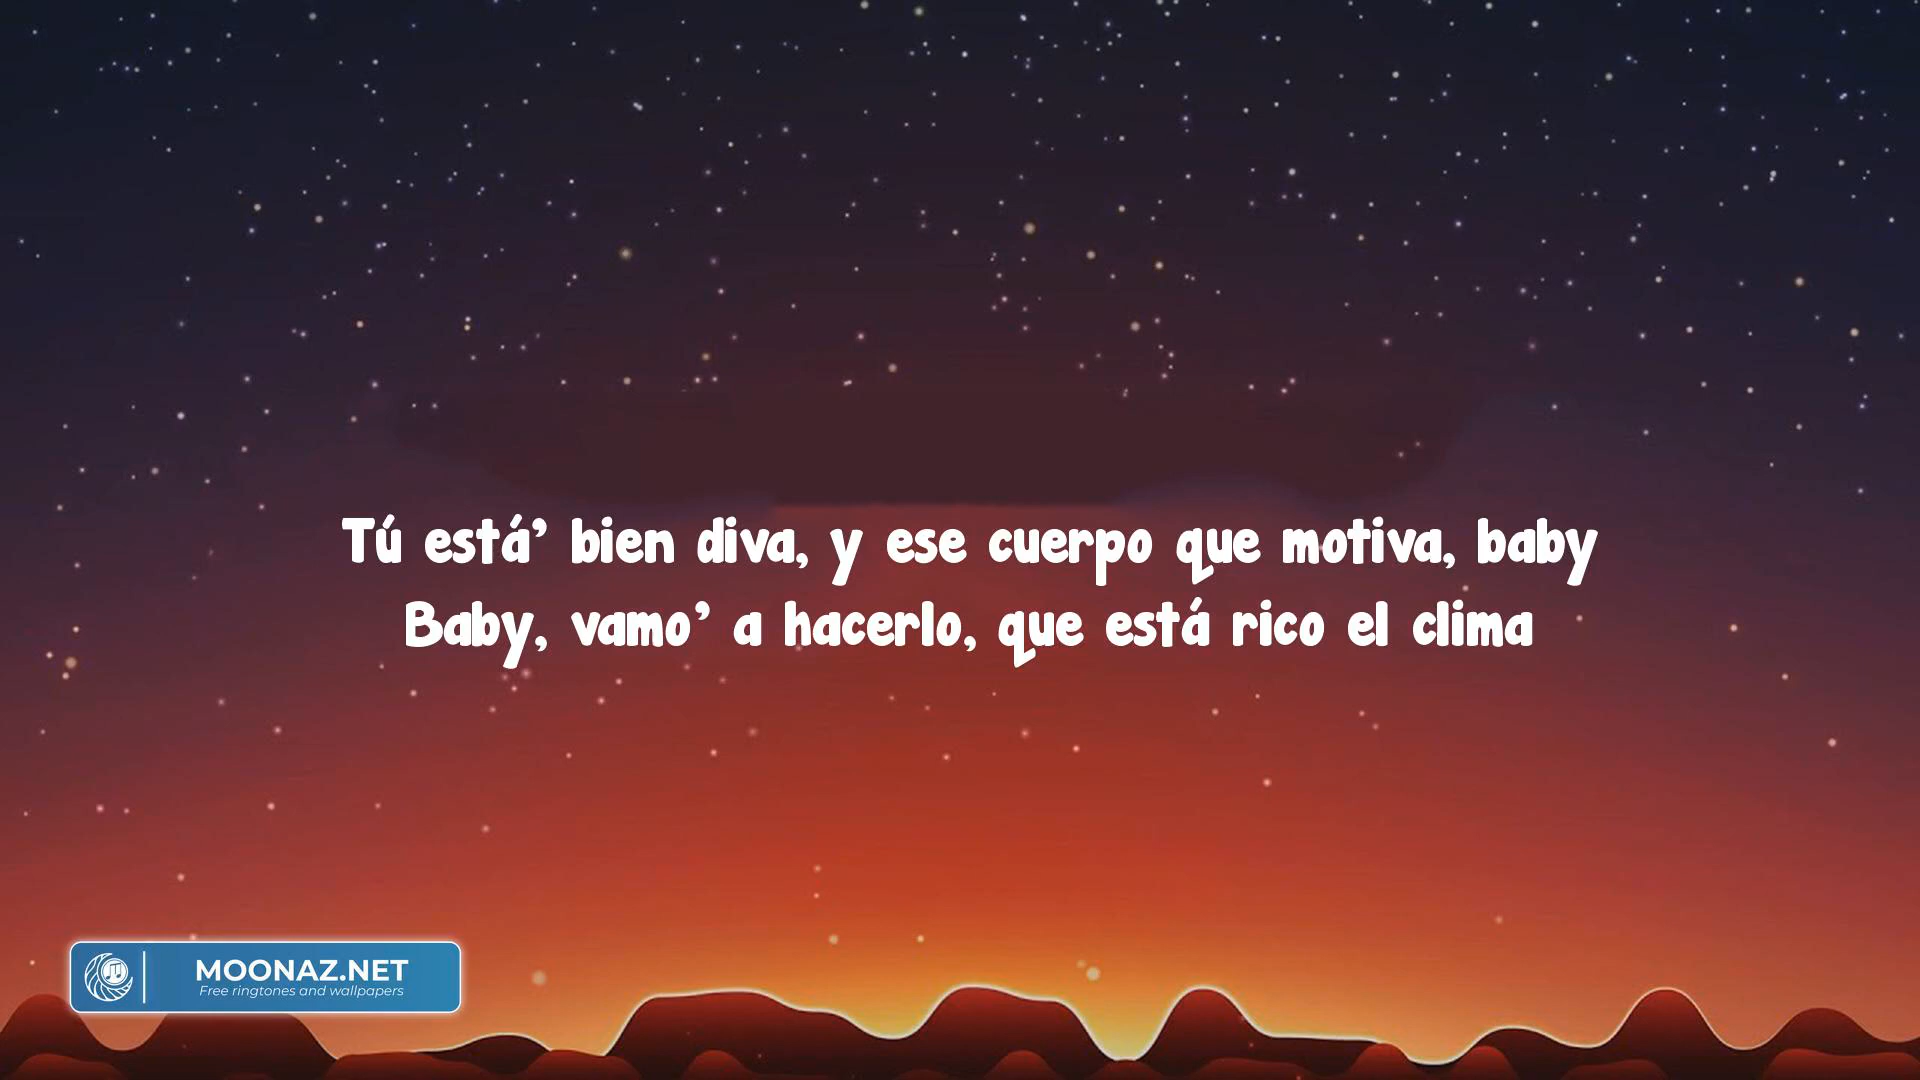 Tú está' bien diva, y ese cuerpo que motiva, baby
Baby, vamo' a hacerlo, que está rico el clima
MOONAZ.NET
Free ringtones and wallpapers